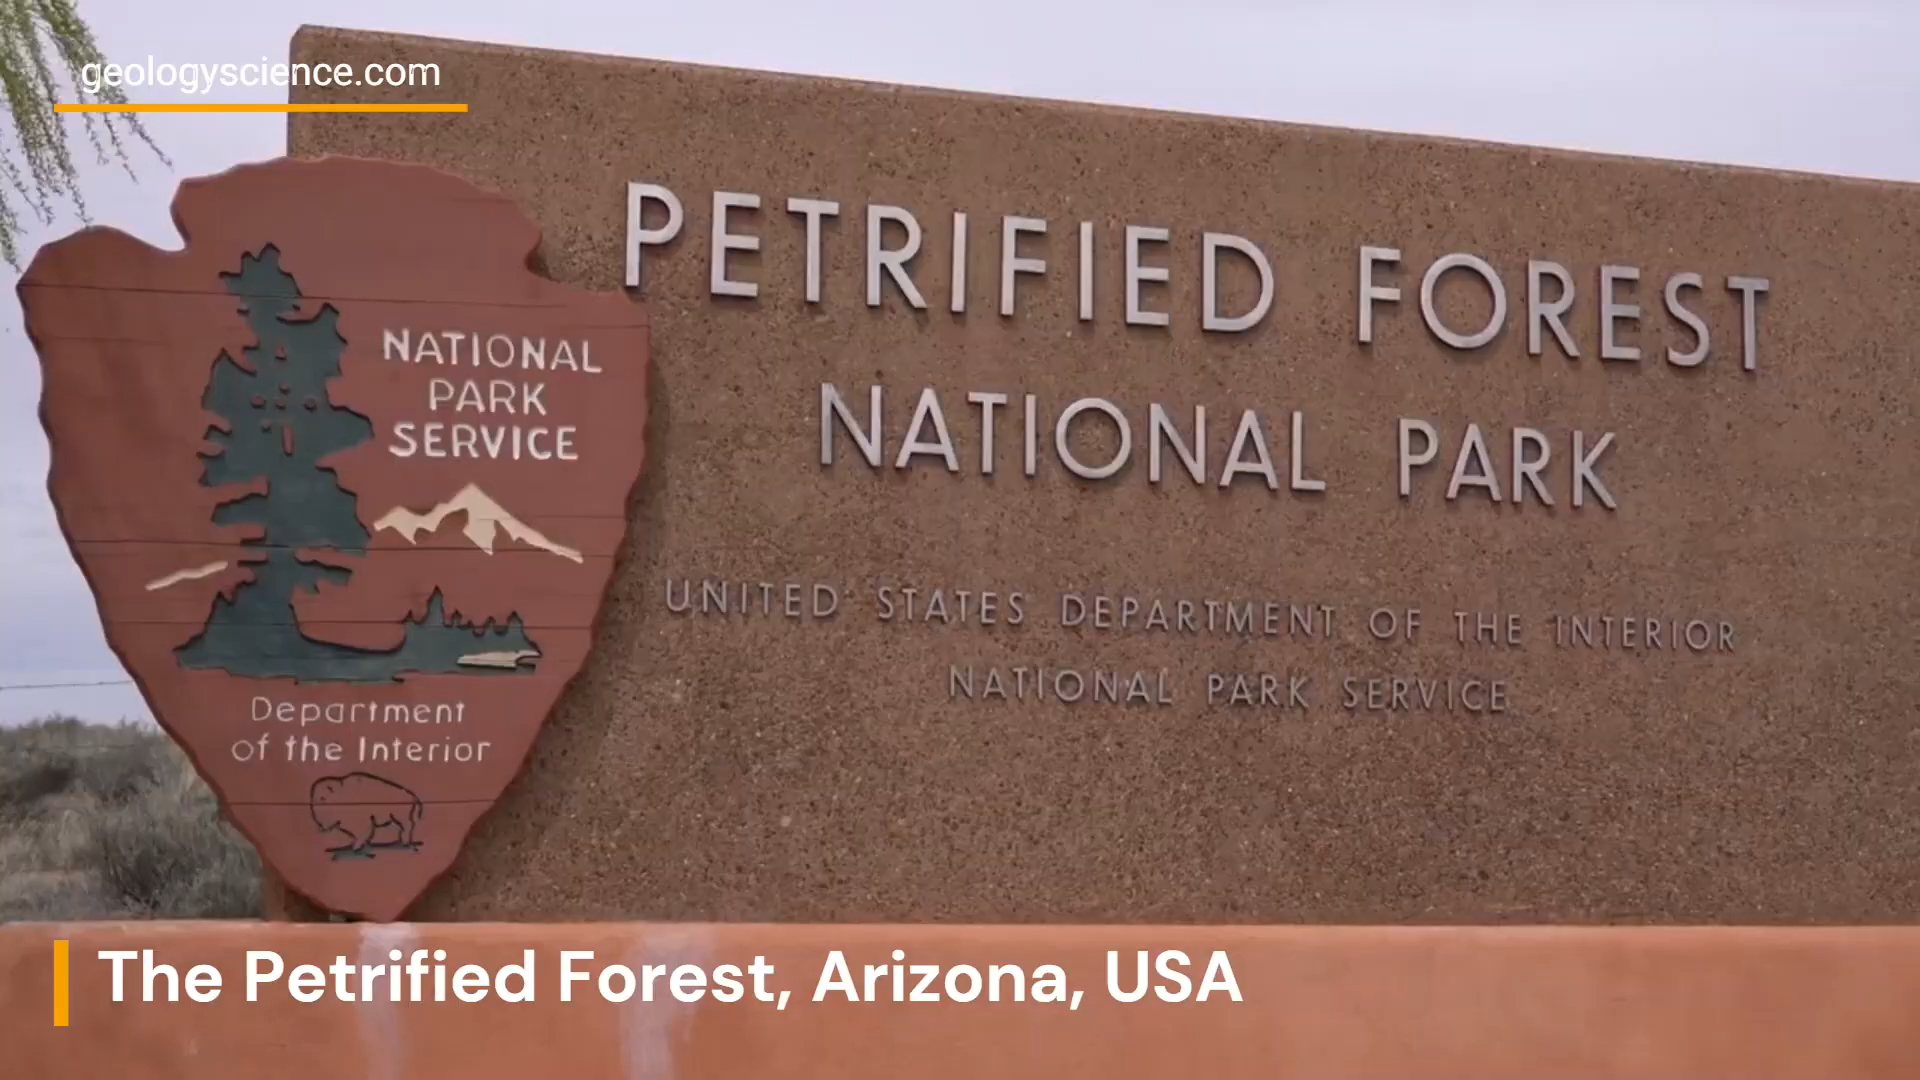 geologyscience.com
PETRIFIED FOREST
NATIONAL PARK
UNITED STATES DEPARTMENT OF THE INTERIOR
NATIONAL PARK SERVICE
NATIONAL
PARK
SERVICE
Department
of the Interior
The Petrified Forest, Arizona, USA